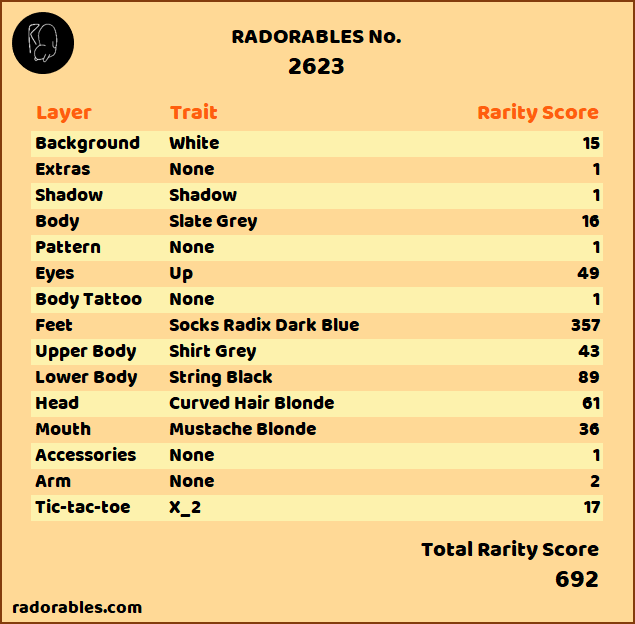 RADORABLES No.
2623
Layer Trait Rarity Score
Background White 15
Extras None 1
Shadow Shadow 1
Body Slate Grey 16
Pattern None 1
Eyes Up 49
Body Tattoo None 1
Feet Socks Radix Dark Blue 357
Upper Body Shirt Grey 43
Lower Body String Black 89
Head Curved Hair Blonde 61
Mouth Mustache Blonde 36
Accessories None 1
Arm None 2
Tic-tac-toe X_2 17
Total Rarity Score
692
radorables.com